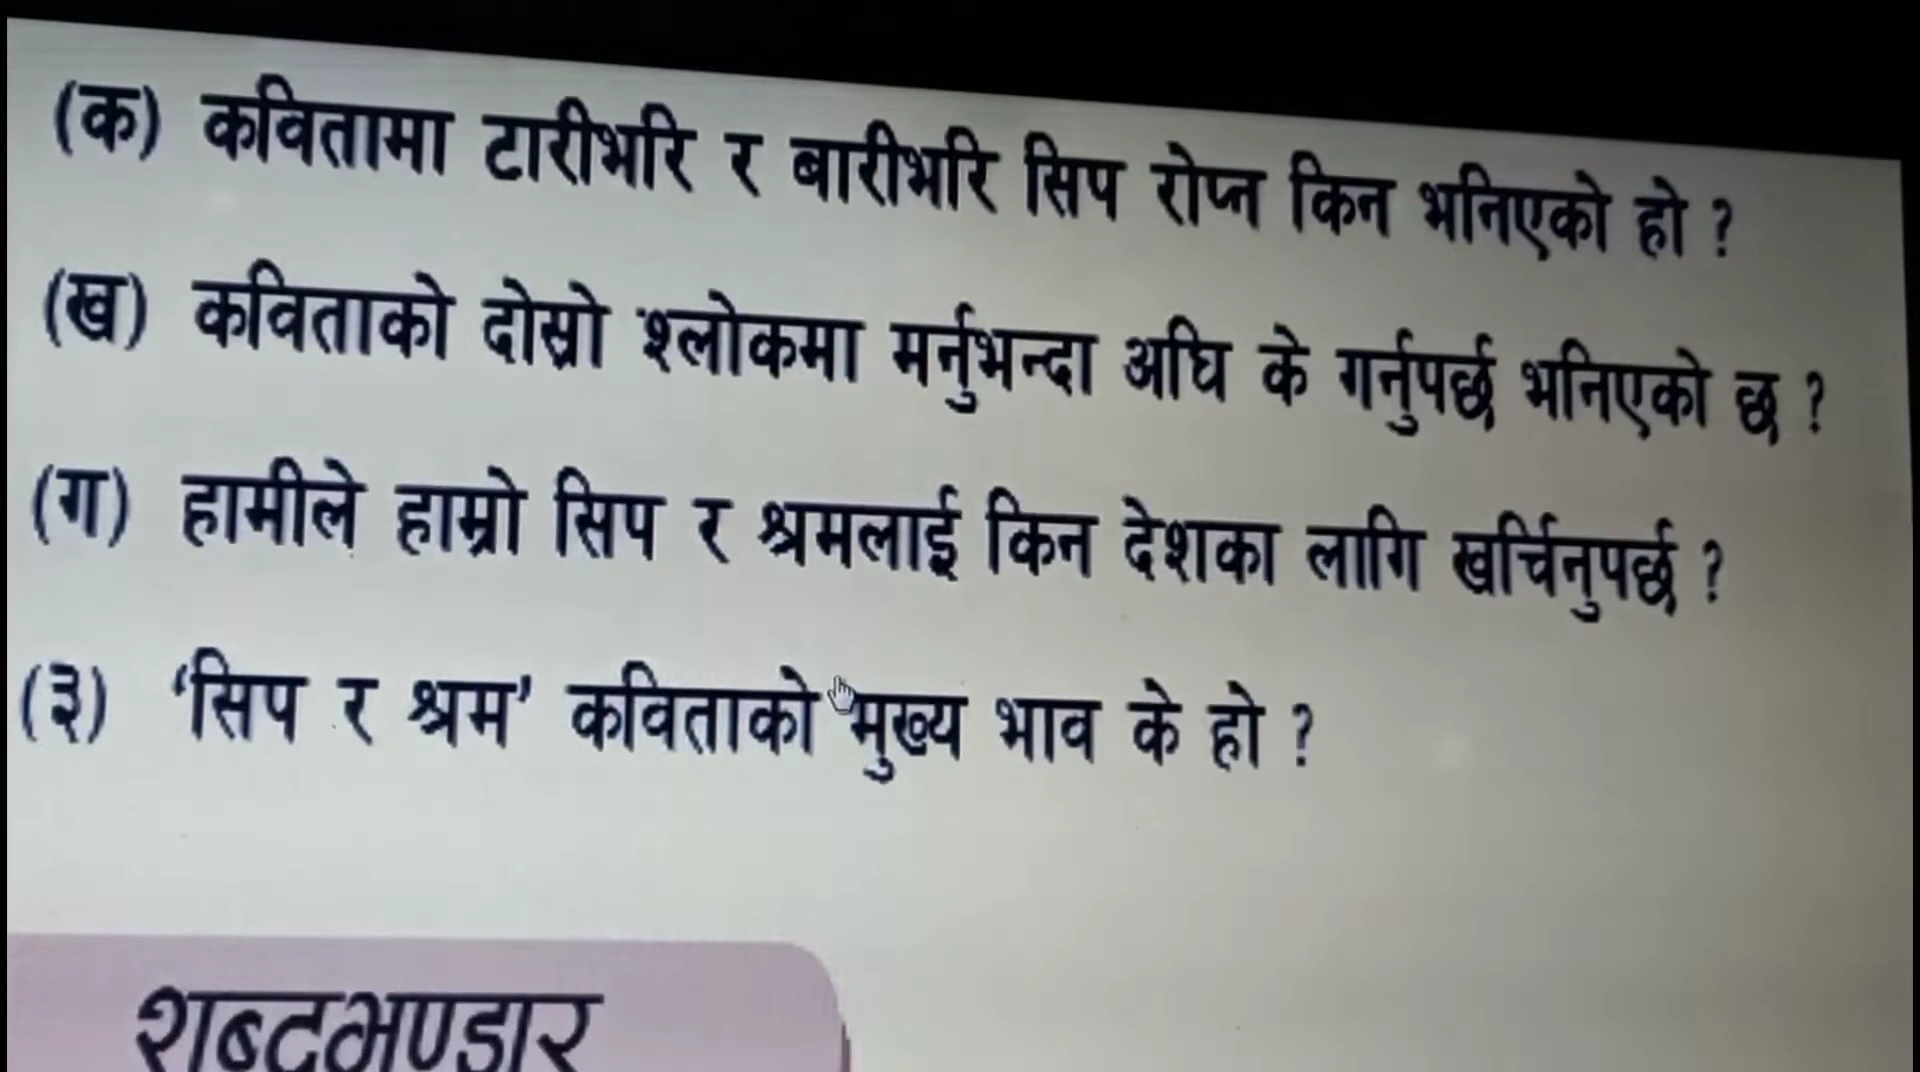 (क) कवितामा टारीभरि र बारीभरि सिप रोप्न किन भनिएको हो ?
(ख) कविताको दोस्रो श्लोकमा मर्नुभन्दा अघि के गर्नुपर्छ भनिएको छ ?
(ग) हामीले हाम्रो सिप र श्रमलाई किन देशका लागि खर्चिनुपर्छ ?
(३) ‘सिप र श्रम’ कविताको मुख्य भाव के हो ?
शब्दभण्डार